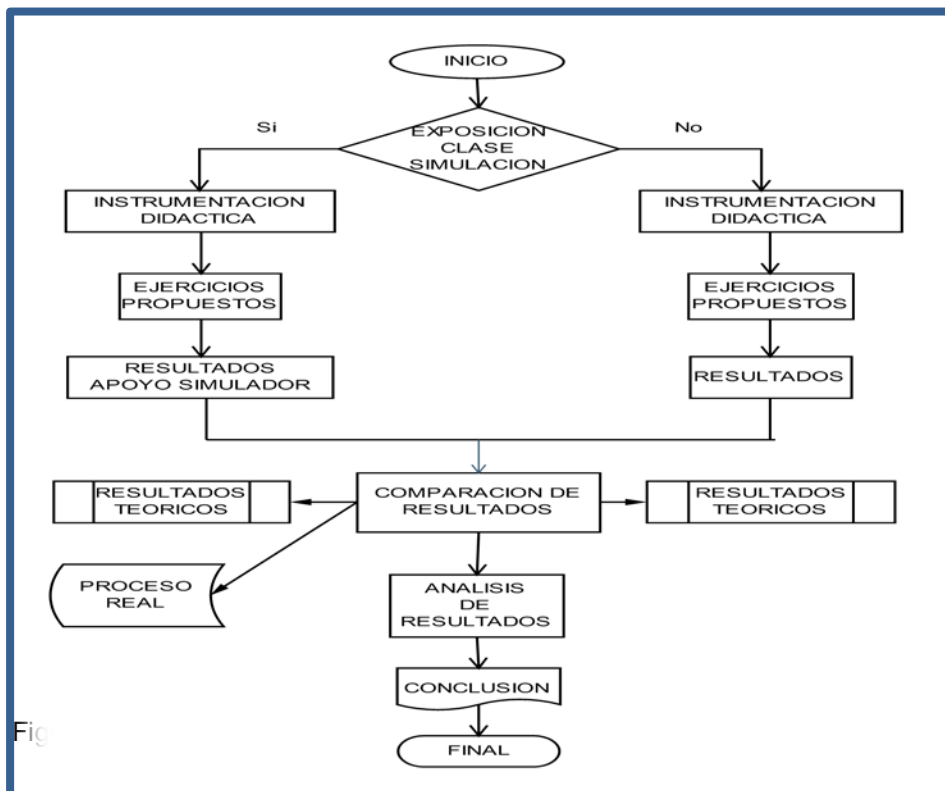 INICIO
Si
EXPOSICION
CLASE
SIMULACION
No
INSTRUMENTACION
DIDACTICA
INSTRUMENTACION
DIDACTICA
EJERCICIOS
PROPUESTOS
EJERCICIOS
PROPUESTOS
RESULTADOS
APOYO SIMULADOR
RESULTADOS
RESULTADOS
TEORICOS
COMPARACION DE
RESULTADOS
RESULTADOS
TEORICOS
PROCESO
REAL
ANALISIS
DE
RESULTADOS
CONCLUSION
Fig
FINAL